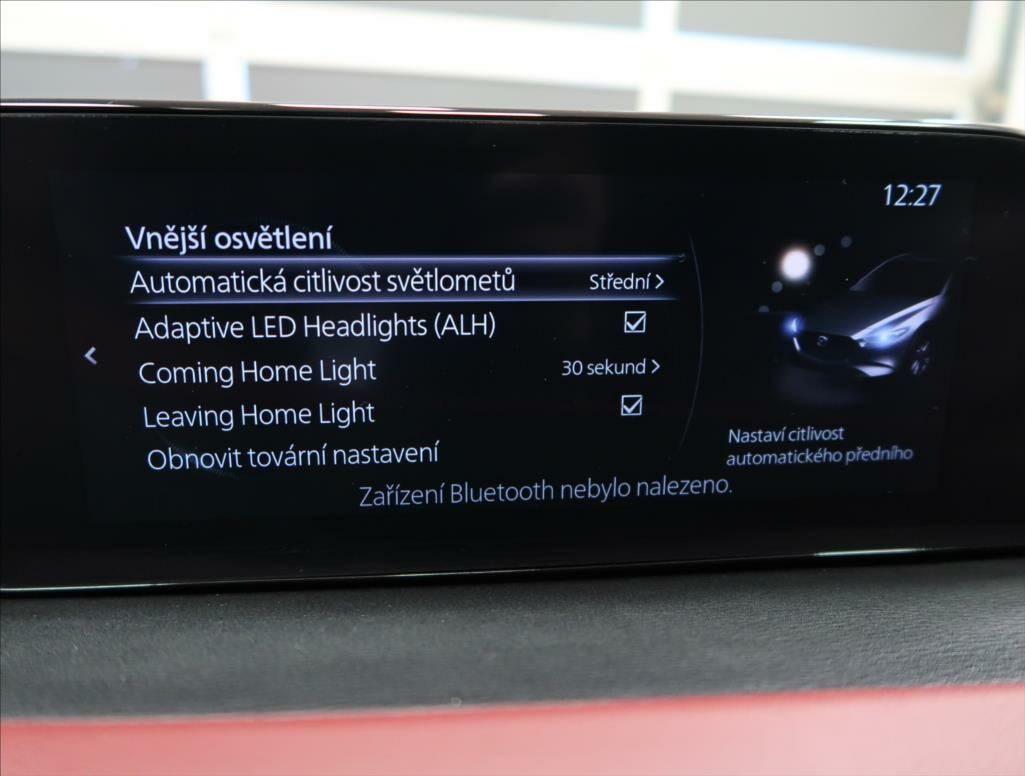 12:27
Vnější osvětlení
Automatická citlivost světlometů Střední >
Adaptive LED Headlights (ALH)
Coming Home Light 30 sekund >
Leaving Home Light
Obnovit tovární nastavení
Nastaví citlivost
automatického předního
Zařízení Bluetooth nebylo nalezeno.